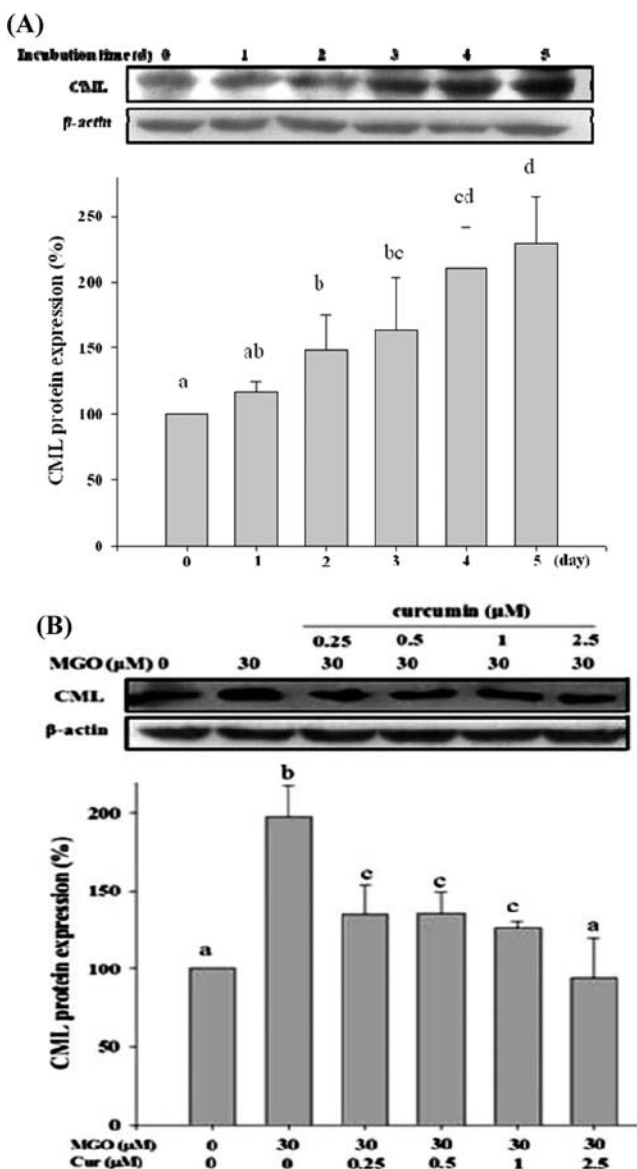 (A)
Incubation time (d) 0 1 2 3 4 5
CML
β-actin
CML protein expression (%)
250
200
150
100
50
0
a
ab
b
bc
cd
d
0 1 2 3 4 5 (day)
(B)
curcumin (μM)
0.25 0.5 1 2.5
MGO (μM) 0 30 30 30 30 30
CML
β-actin
CML protein expression (%)
200
150
100
50
0
a
b
c
c
c
a
MGO (μM) 0 30 30 30 30 30
Cur (μM) 0 0 0.25 0.5 1 2.5